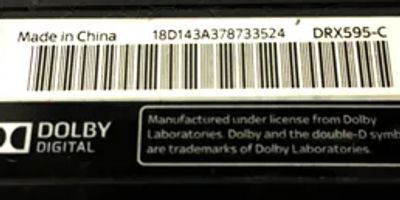 Made in China 18D143A378733524 DRX595-C
DOLBY
DIGITAL
Manufactured under license from Dolby
Laboratories. Dolby and the double-D symb
are trademarks of Dolby Laboratories.